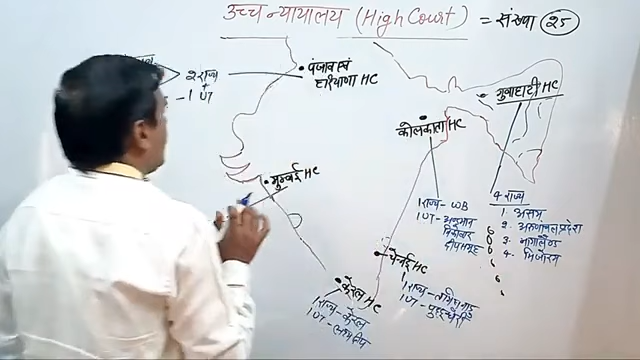 उच्च न्यायालय (High Court) = संख्या 25
2 राज्य
+
1 UT
पंजाब एवं
हरियाणा HC
गुवाहाटी HC
कोलकाता HC
मुम्बई HC
1 राज्य - WB
1 UT - अण्डमान
निकोबार
द्वीपसमूह
4 राज्य
1. असम
2. अरुणाचल प्रदेश
3. नागालैण्ड
4. मिजोरम
चेन्नई HC
1 राज्य - तमिलनाडु
1 UT - पुडुच्चेरी
केरल HC
1 राज्य - केरल
1 UT - लक्षद्वीप